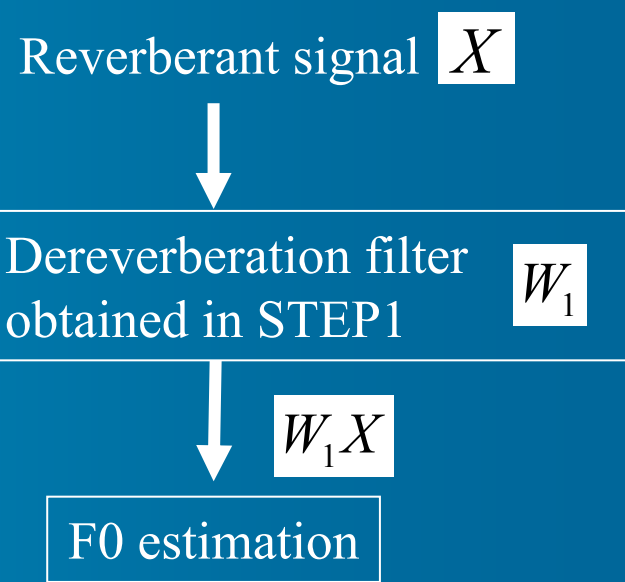 Reverberant signal X
Dereverberation filter
obtained in STEP1
W₁
W₁X
F0 estimation